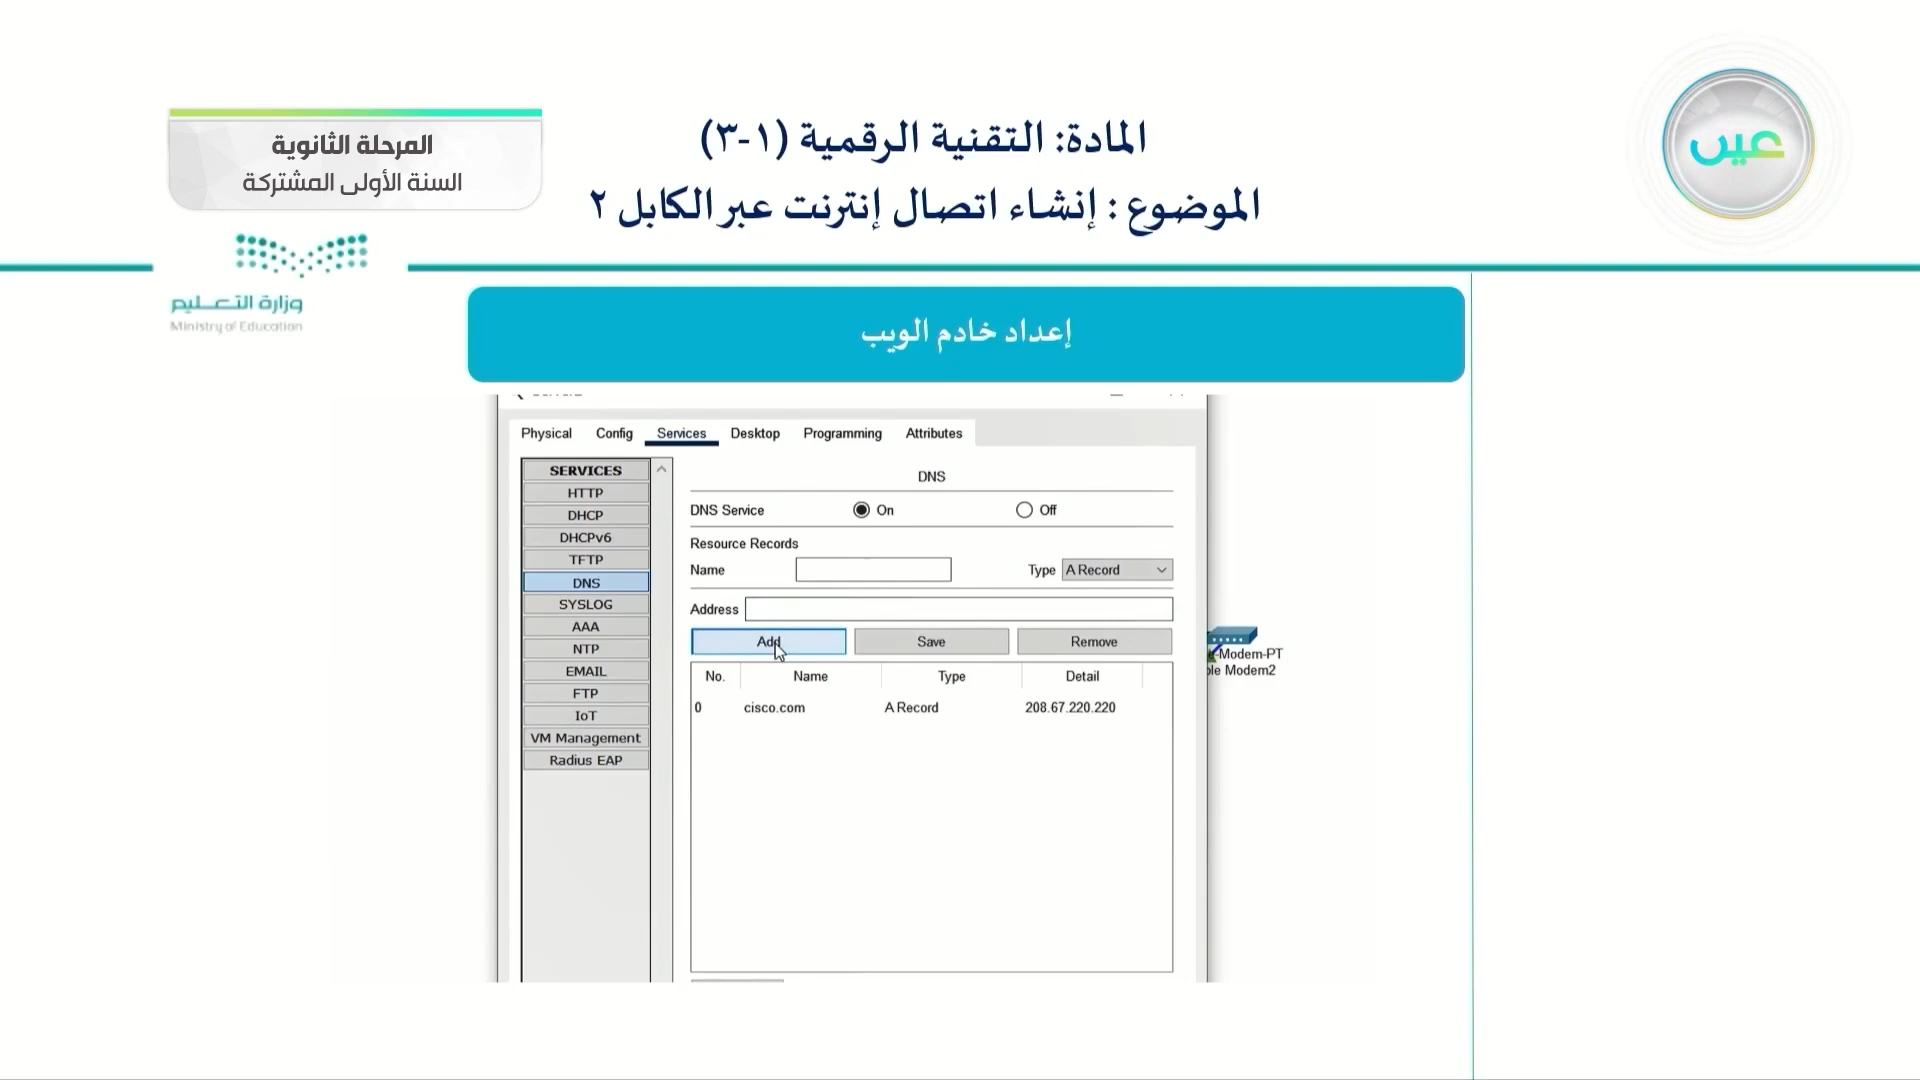 المرحلة الثانوية
السنة الأولى المشتركة
المادة: التقنية الرقمية (١-٣)
الموضوع : إنشاء اتصال إنترنت عبر الكابل ٢
عين
وزارة التعليم
Ministry of Education
إعداد خادم الويب
Physical Config Services Desktop Programming Attributes
SERVICES
HTTP
DHCP
DHCPv6
TFTP
DNS
SYSLOG
AAA
NTP
EMAIL
FTP
IoT
VM Management
Radius EAP
DNS
DNS Service On Off
Resource Records
Name Type A Record
Address
Add Save Remove
No. Name Type Detail
0 cisco.com A Record 208.67.220.220
-Modem-PT
Modem2